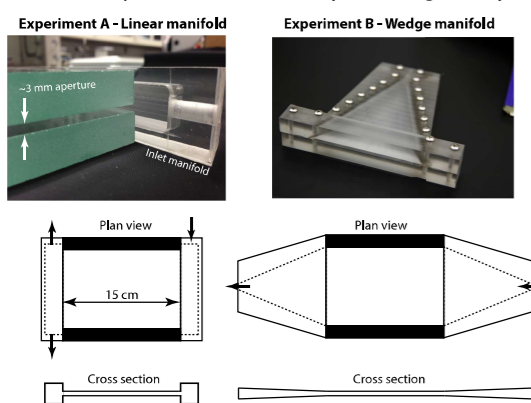 Experiment A - Linear manifold
Experiment B - Wedge manifold
~3 mm aperture
Inlet manifold
Plan view
Plan view
15 cm
Cross section
Cross section